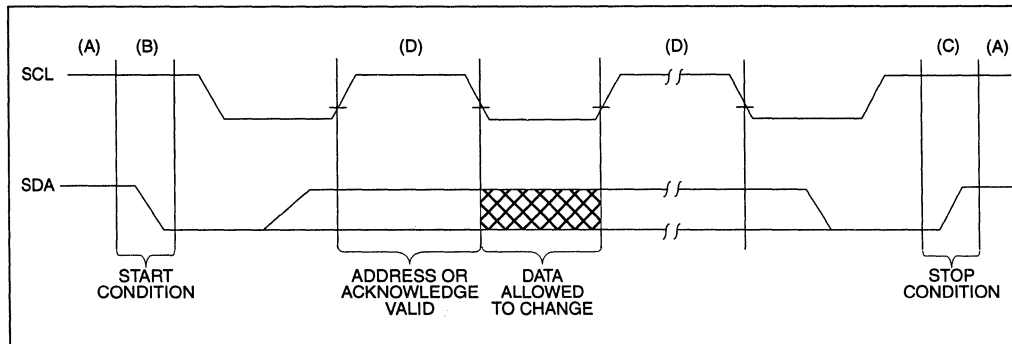 (A) (B) (D) (D) (C) (A)
SCL
SDA
START
CONDITION
ADDRESS OR
ACKNOWLEDGE
VALID
DATA
ALLOWED
TO CHANGE
STOP
CONDITION